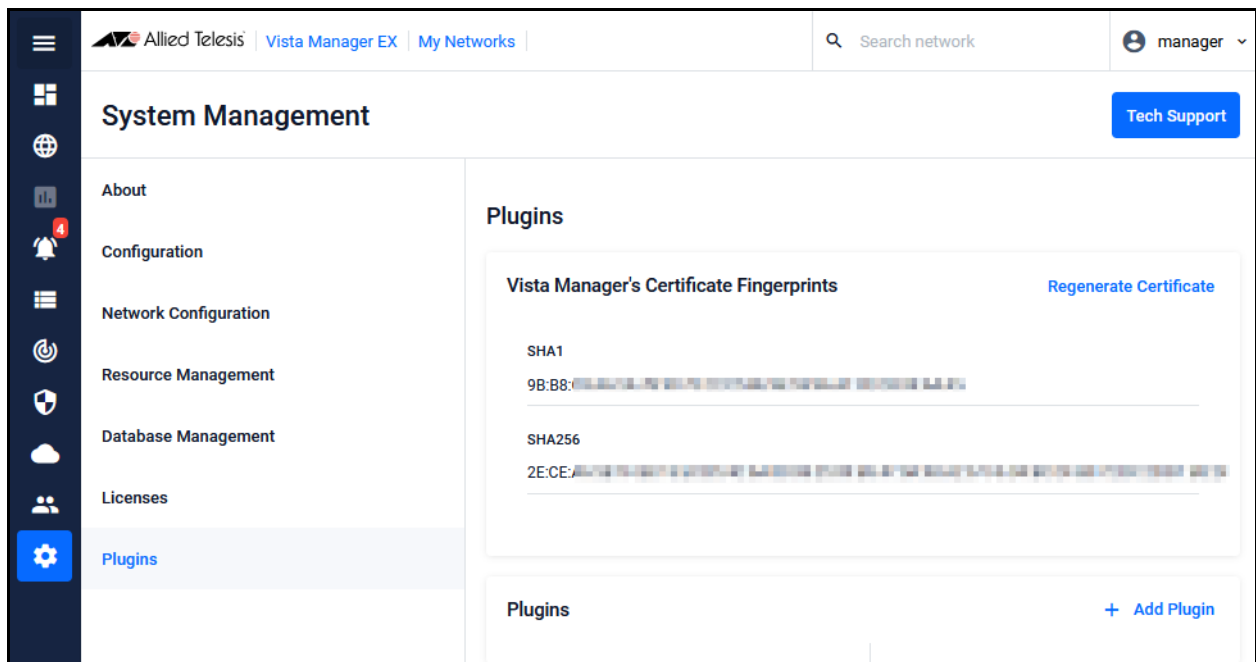 Allied Telesis Vista Manager EX My Networks Search network manager
System Management Tech Support
4
About
Configuration
Network Configuration
Resource Management
Database Management
Licenses
Plugins
Plugins
Vista Manager's Certificate Fingerprints Regenerate Certificate
SHA1
9B:B8:
SHA256
2E:CE:
Plugins + Add Plugin